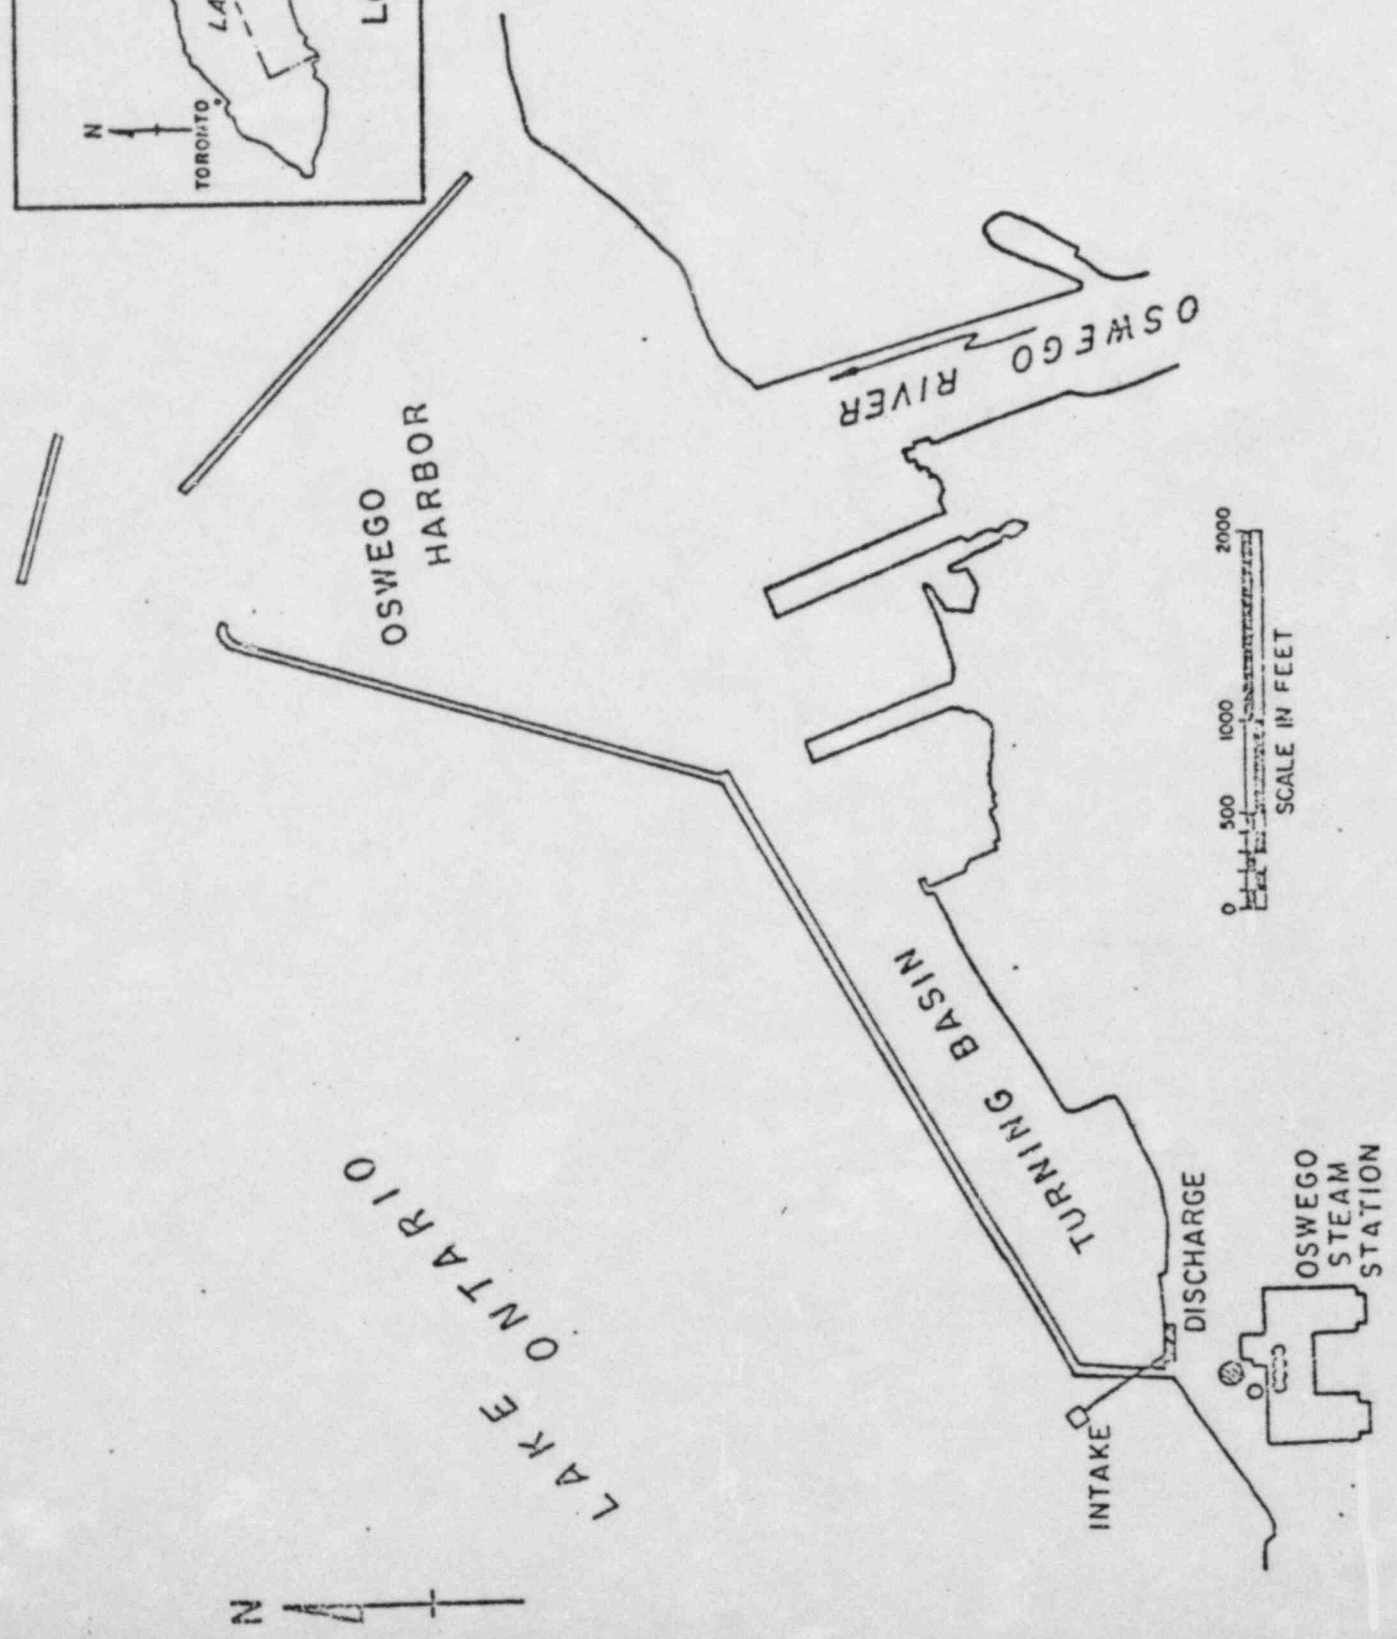 N
TORONTO
LA
L
OSWEGO
HARBOR
LAKE ONTARIO
TURNING BASIN
OSWEGO
RIVER
INTAKE
DISCHARGE
OSWEGO
STEAM
STATION
0 500 1000 2000
SCALE IN FEET
N